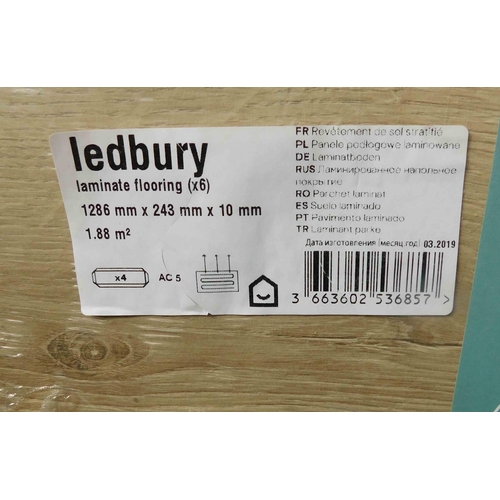 ledbury
laminate flooring (x6)
1286 mm x 243 mm x 10 mm
1.88 m²
x4
AC 5
FR Revêtement de sol stratifié
PL Panele podłogowe laminowane
DE Laminatboden
RUS Ламинированное напольное
покрытие
RO Parchet laminat
ES Suelo laminado
PT Pavimento laminado
TR Laminant parke
Дата изготовления (месяц.год) 03.2019
3 663602 536857 >